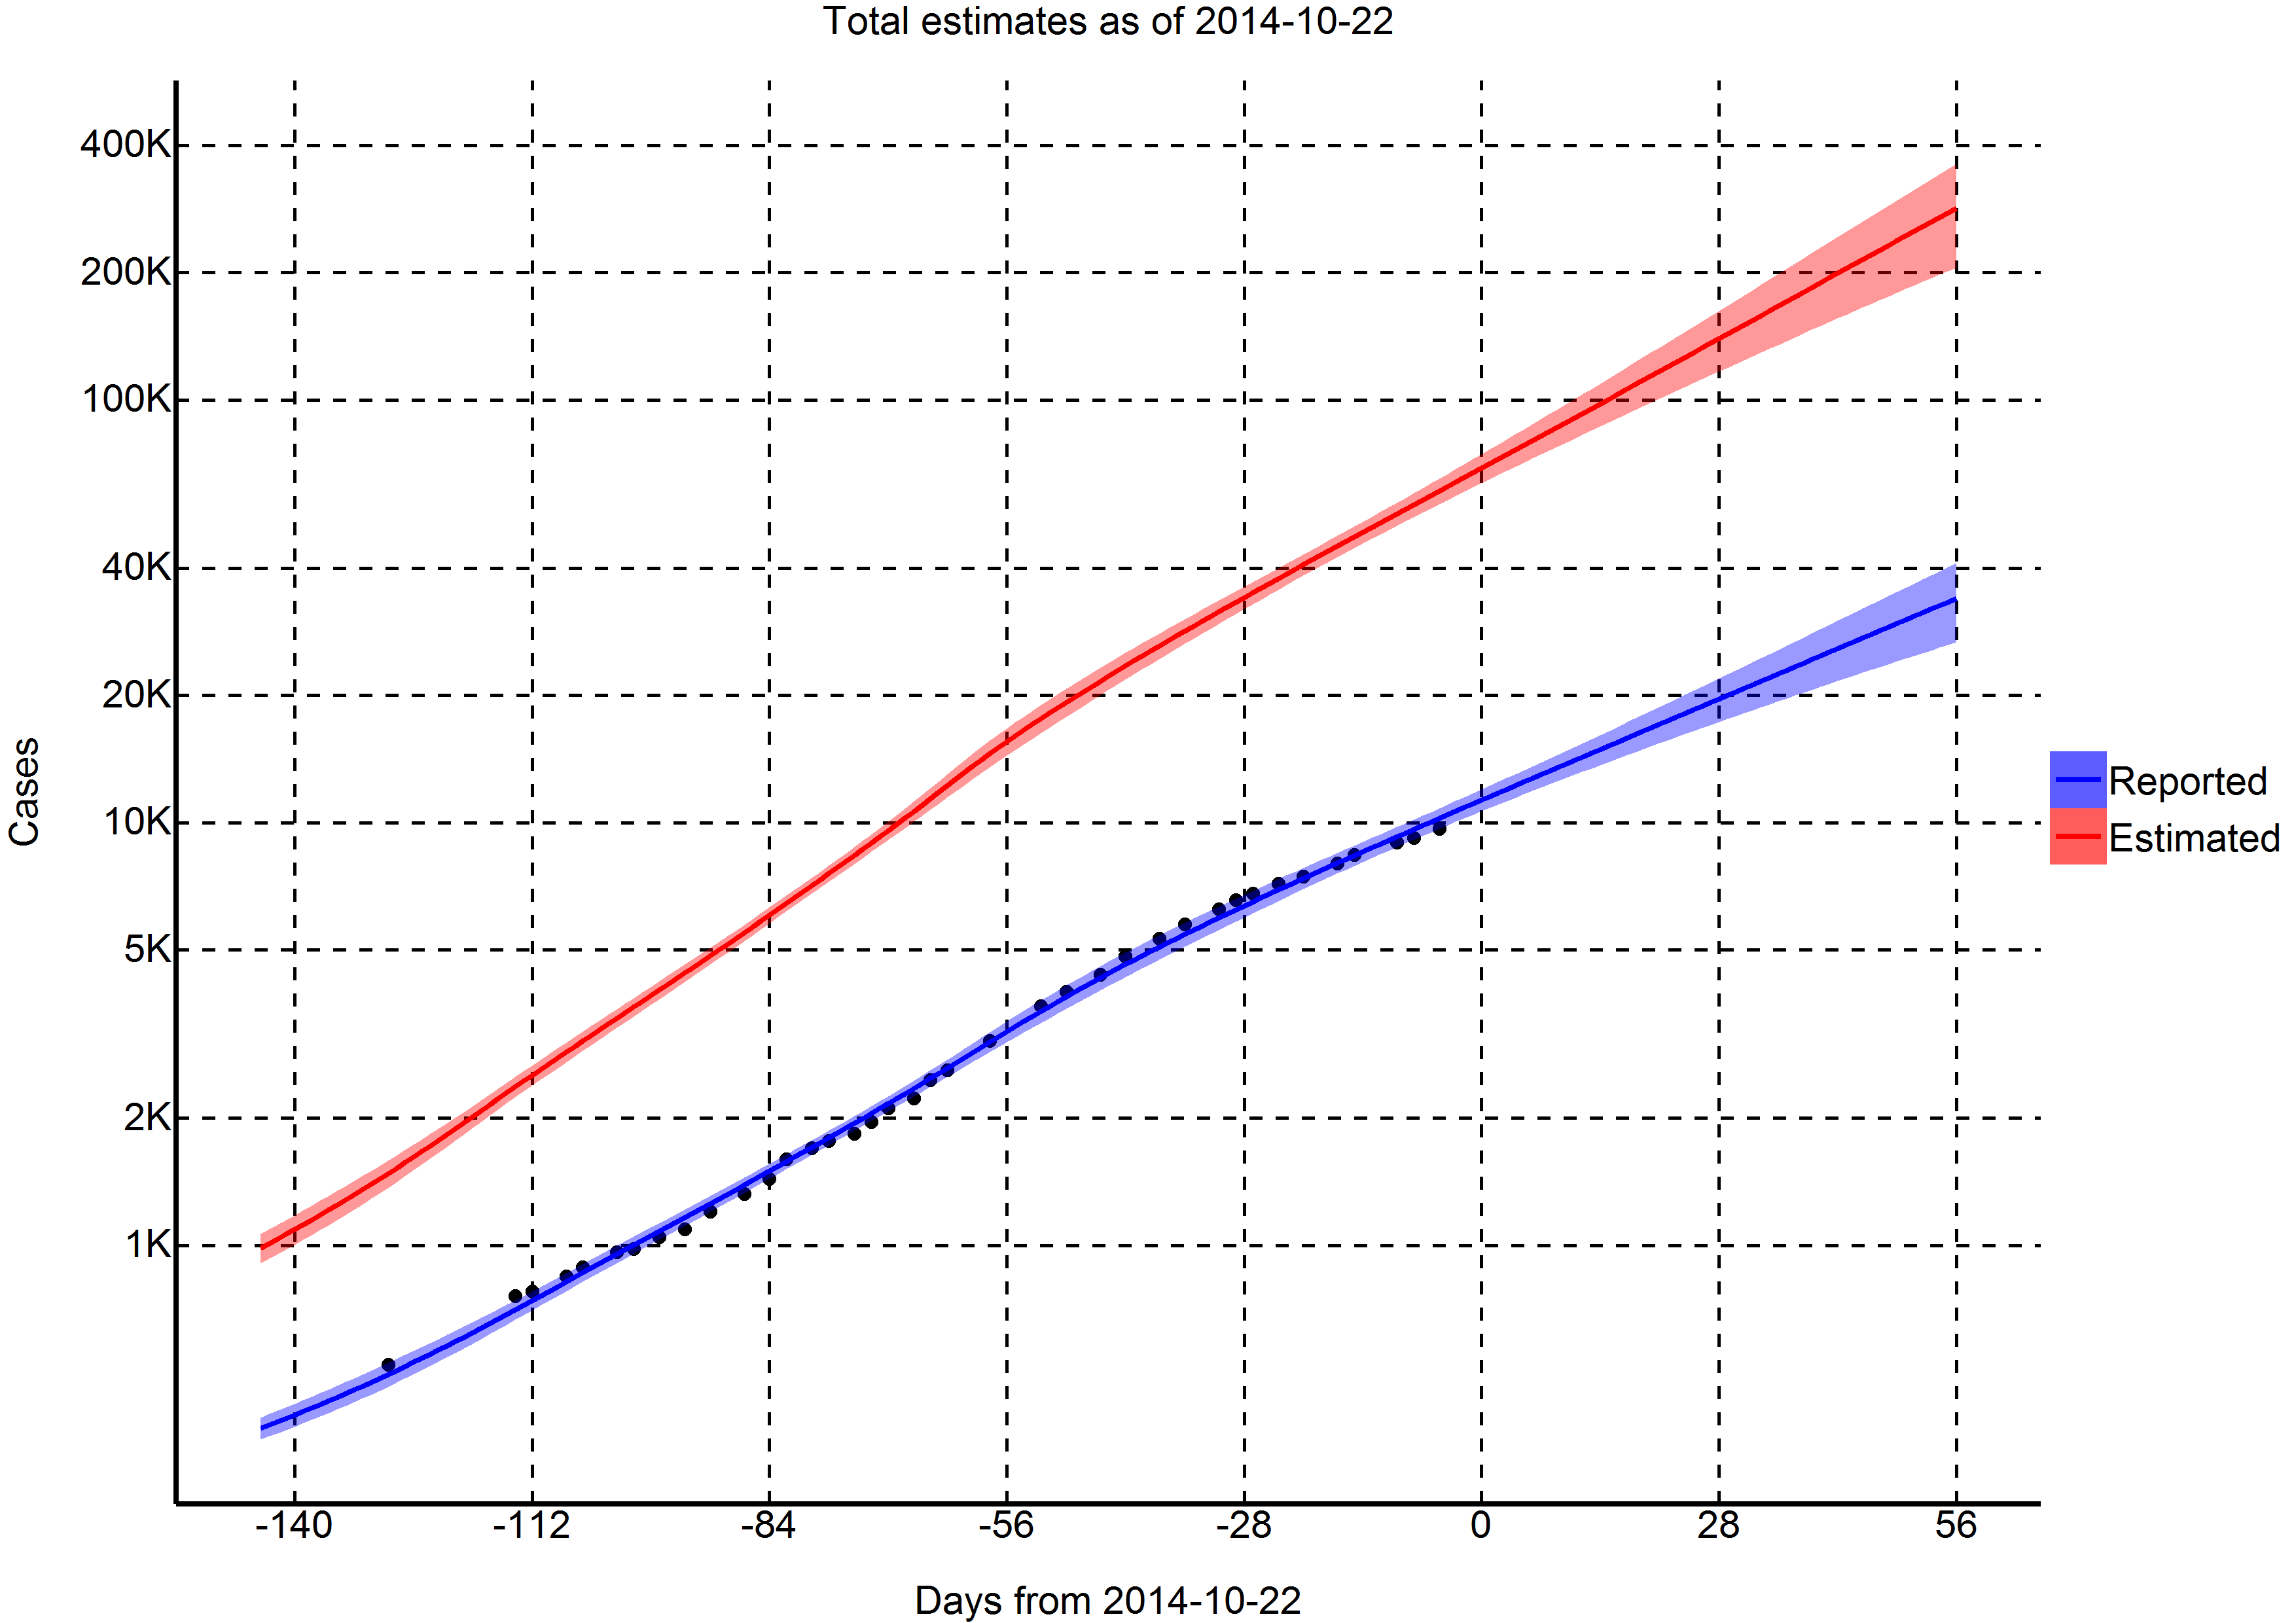 Total estimates as of 2014-10-22
400K
200K
100K
40K
20K
10K
5K
2K
1K
Cases
-140 -112 -84 -56 -28 0 28 56
Days from 2014-10-22
Reported
Estimated